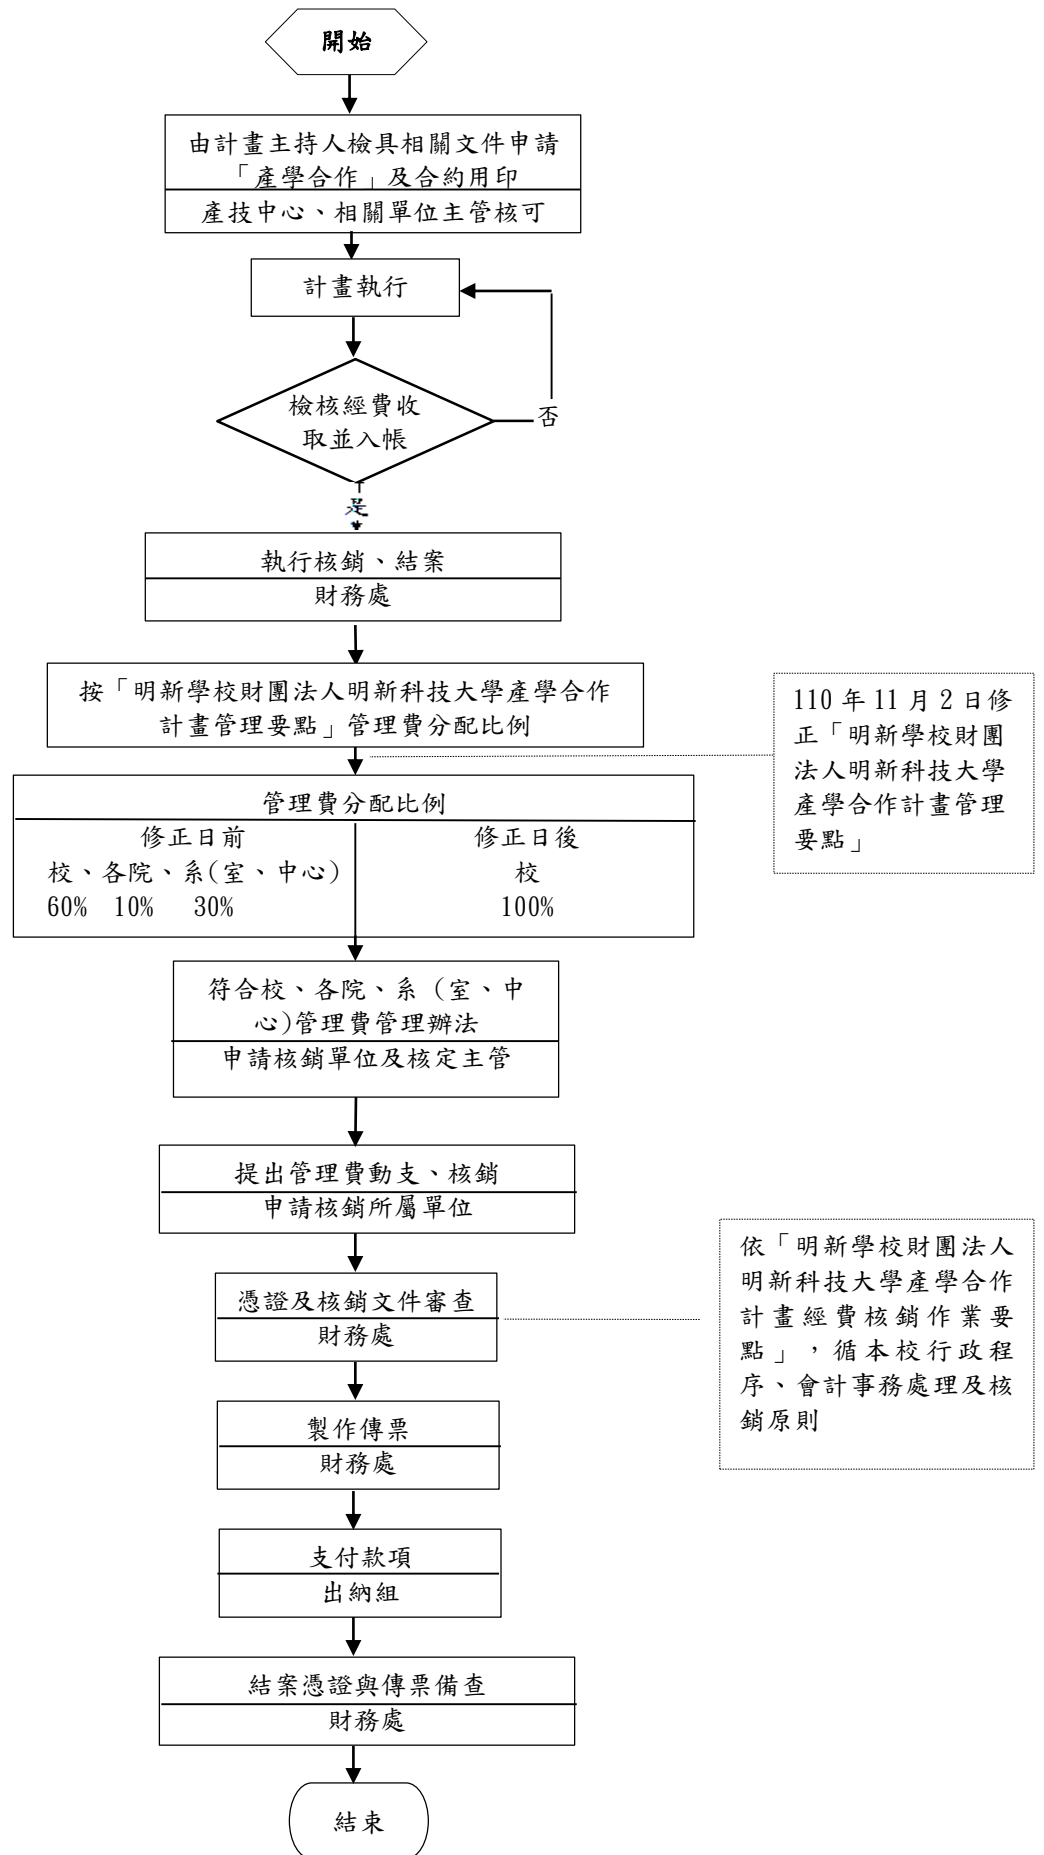 開始
由計畫主持人檢具相關文件申請
「產學合作」及合約用印
產技中心、相關單位主管核可
計畫執行
檢核經費收
取並入帳
否
是
執行核銷、結案
財務處
按「明新學校財團法人明新科技大學產學合作
計畫管理要點」管理費分配比例
110 年 11 月 2 日修
正「明新學校財團
法人明新科技大學
產學合作計畫管理
要點」
管理費分配比例
修正日前
校、各院、系(室、中心)
60% 10% 30%
修正日後
校
100%
符合校、各院、系（室、中
心)管理費管理辦法
申請核銷單位及核定主管
提出管理費動支、核銷
申請核銷所屬單位
憑證及核銷文件審查
財務處
依「明新學校財團法人
明新科技大學產學合作
計畫經費核銷作業要
點」，循本校行政程
序、會計事務處理及核
銷原則
製作傳票
財務處
支付款項
出納組
結案憑證與傳票備查
財務處
結束